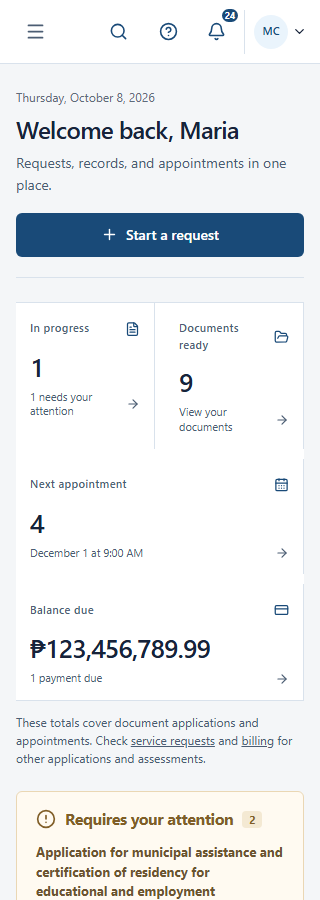 24
MC
Thursday, October 8, 2026
Welcome back, Maria
Requests, records, and appointments in one
place.
Start a request
In progress
1
1 needs your
attention
Documents
ready
9
View your
documents
Next appointment
4
December 1 at 9:00 AM
Balance due
₱123,456,789.99
1 payment due
These totals cover document applications and
appointments. Check service requests and billing for
other applications and assessments.
Requires your attention 2
Application for municipal assistance and
certification of residency for
educational and employment